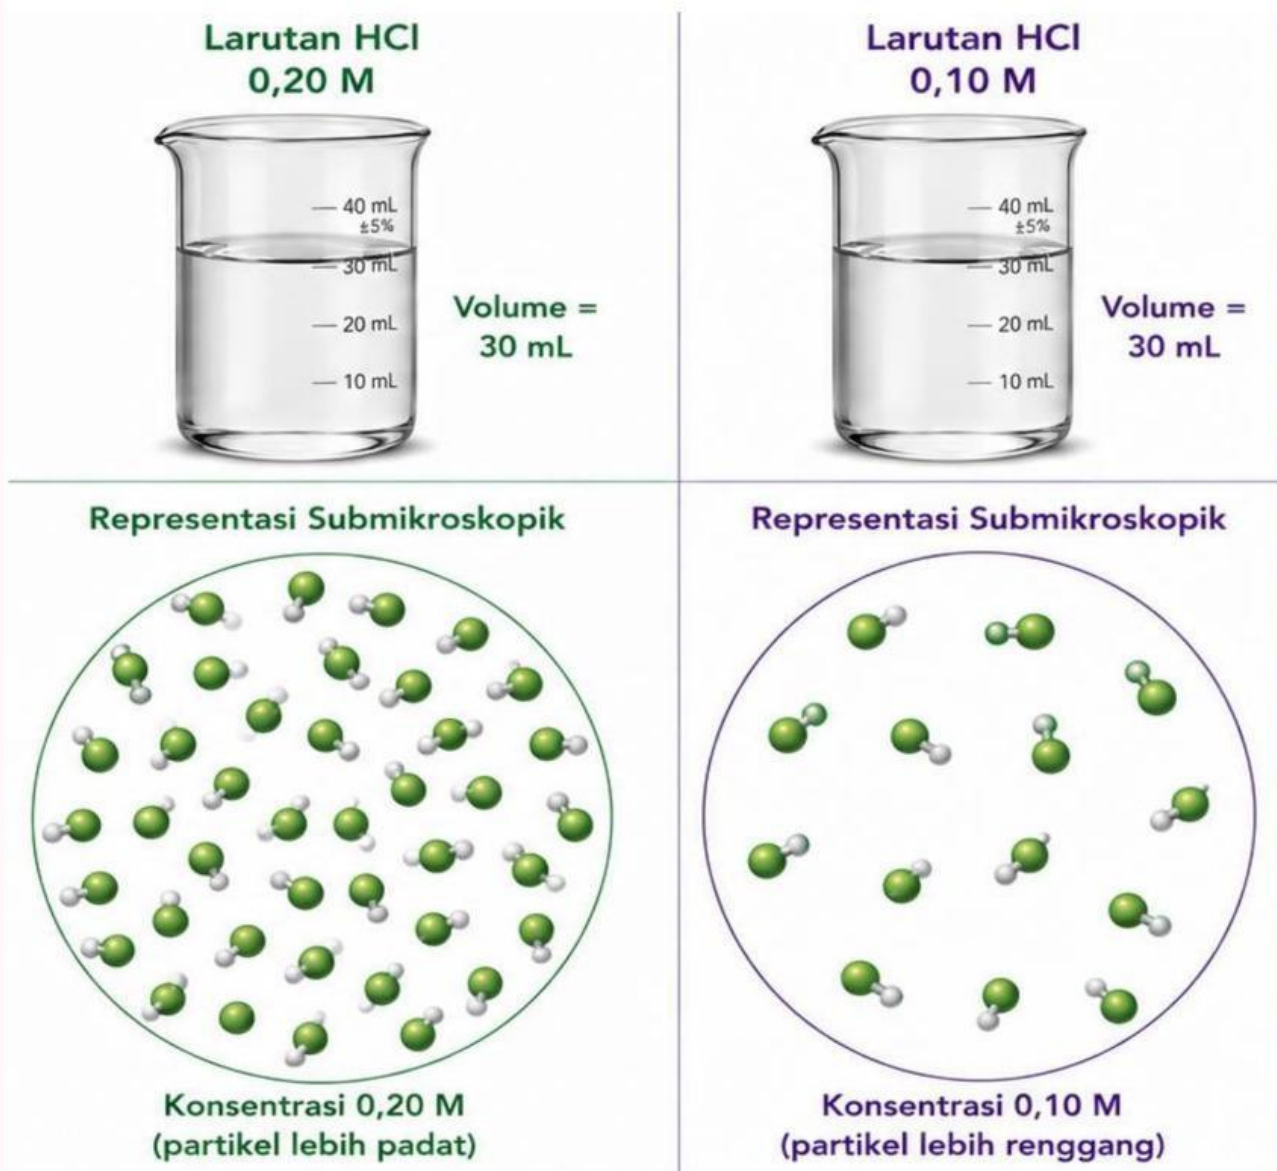 Larutan HCl
0,20 M
40 mL
±5%
30 mL
20 mL
10 mL
Volume =
30 mL
Larutan HCl
0,10 M
40 mL
±5%
30 mL
20 mL
10 mL
Volume =
30 mL
Representasi Submikroskopik
Konsentrasi 0,20 M
(partikel lebih padat)
Representasi Submikroskopik
Konsentrasi 0,10 M
(partikel lebih renggang)